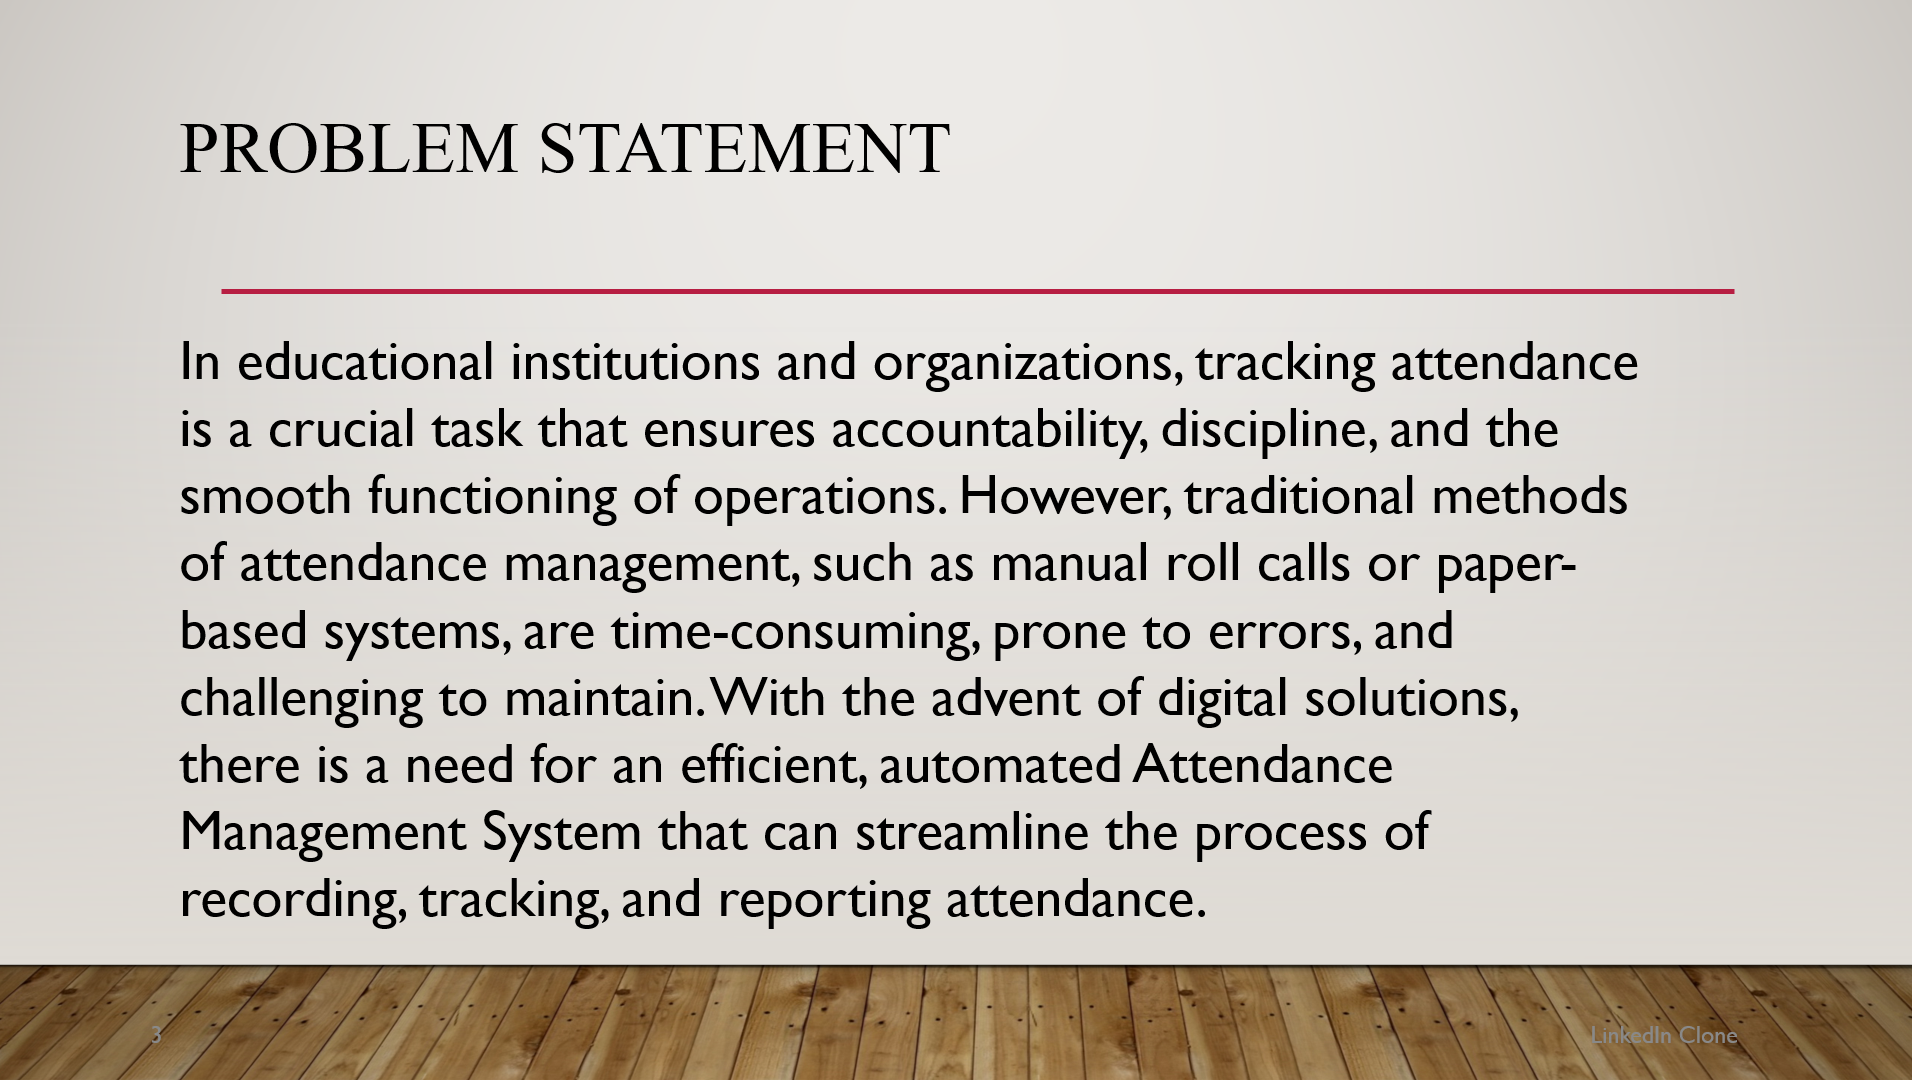 PROBLEM STATEMENT
In educational institutions and organizations, tracking attendance
is a crucial task that ensures accountability, discipline, and the
smooth functioning of operations. However, traditional methods
of attendance management, such as manual roll calls or paper-
based systems, are time-consuming, prone to errors, and
challenging to maintain. With the advent of digital solutions,
there is a need for an efficient, automated Attendance
Management System that can streamline the process of
recording, tracking, and reporting attendance.
3
LinkedIn Clone